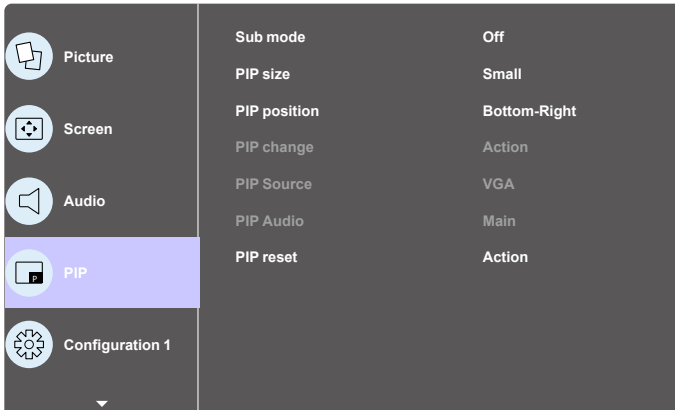 Picture
Screen
Audio
P
PIP
Configuration 1
Sub mode Off
PIP size Small
PIP position Bottom-Right
PIP change Action
PIP Source VGA
PIP Audio Main
PIP reset Action